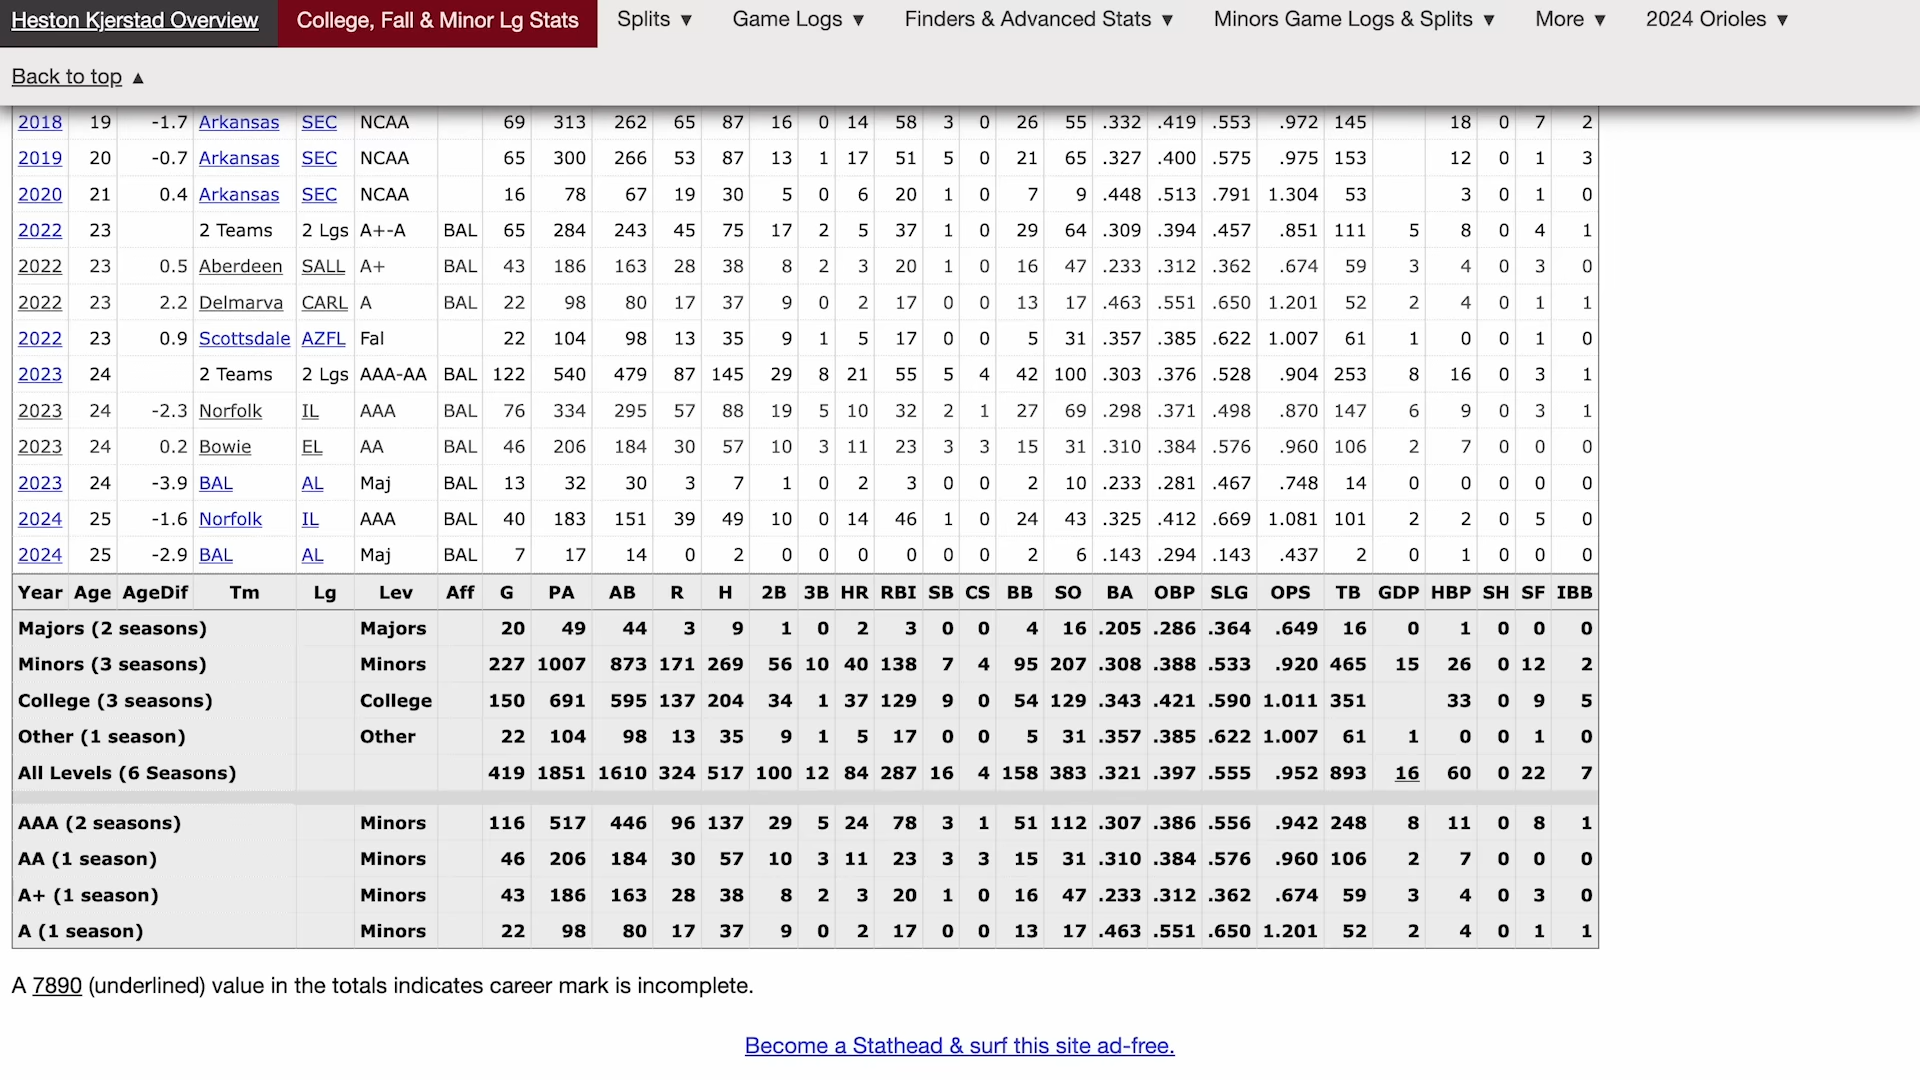 Heston Kjerstad Overview College, Fall & Minor Lg Stats Splits ▼ Game Logs ▼ Finders & Advanced Stats ▼ Minors Game Logs & Splits ▼ More ▼ 2024 Orioles ▼
Back to top ▲
2018 19 -1.7 Arkansas SEC NCAA 69 313 262 65 87 16 0 14 58 3 0 26 55 .332 .419 .553 .972 145 18 0 7 2
2019 20 -0.7 Arkansas SEC NCAA 65 300 266 53 87 13 1 17 51 5 0 21 65 .327 .400 .575 .975 153 12 0 1 3
2020 21 0.4 Arkansas SEC NCAA 16 78 67 19 30 5 0 6 20 1 0 7 9 .448 .513 .791 1.304 53 3 0 1 0
2022 23 2 Teams 2 Lgs A+-A BAL 65 284 243 45 75 17 2 5 37 1 0 29 64 .309 .394 .457 .851 111 5 8 0 4 1
2022 23 0.5 Aberdeen SALL A+ BAL 43 186 163 28 38 8 2 3 20 1 0 16 47 .233 .312 .362 .674 59 3 4 0 3 0
2022 23 2.2 Delmarva CARL A BAL 22 98 80 17 37 9 0 2 17 0 0 13 17 .463 .551 .650 1.201 52 2 4 0 1 1
2022 23 0.9 Scottsdale AZFL Fal 22 104 98 13 35 9 1 5 17 0 0 5 31 .357 .385 .622 1.007 61 1 0 0 1 0
2023 24 2 Teams 2 Lgs AAA-AA BAL 122 540 479 87 145 29 8 21 55 5 4 42 100 .303 .376 .528 .904 253 8 16 0 3 1
2023 24 -2.3 Norfolk IL AAA BAL 76 334 295 57 88 19 5 10 32 2 1 27 69 .298 .371 .498 .870 147 6 9 0 3 1
2023 24 0.2 Bowie EL AA BAL 46 206 184 30 57 10 3 11 23 3 3 15 31 .310 .384 .576 .960 106 2 7 0 0 0
2023 24 -3.9 BAL AL Maj BAL 13 32 30 3 7 1 0 2 3 0 0 2 10 .233 .281 .467 .748 14 0 0 0 0 0
2024 25 -1.6 Norfolk IL AAA BAL 40 183 151 39 49 10 0 14 46 1 0 24 43 .325 .412 .669 1.081 101 2 2 0 5 0
2024 25 -2.9 BAL AL Maj BAL 7 17 14 0 2 0 0 0 0 0 0 2 6 .143 .294 .143 .437 2 0 1 0 0 0
Year Age AgeDif Tm Lg Lev Aff G PA AB R H 2B 3B HR RBI SB CS BB SO BA OBP SLG OPS TB GDP HBP SH SF IBB
Majors (2 seasons) Majors 20 49 44 3 9 1 0 2 3 0 0 4 16 .205 .286 .364 .649 16 0 1 0 0 0
Minors (3 seasons) Minors 227 1007 873 171 269 56 10 40 138 7 4 95 207 .308 .388 .533 .920 465 15 26 0 12 2
College (3 seasons) College 150 691 595 137 204 34 1 37 129 9 0 54 129 .343 .421 .590 1.011 351 33 0 9 5
Other (1 season) Other 22 104 98 13 35 9 1 5 17 0 0 5 31 .357 .385 .622 1.007 61 1 0 0 1 0
All Levels (6 Seasons) 419 1851 1610 324 517 100 12 84 287 16 4 158 383 .321 .397 .555 .952 893 16 60 0 22 7
AAA (2 seasons) Minors 116 517 446 96 137 29 5 24 78 3 1 51 112 .307 .386 .556 .942 248 8 11 0 8 1
AA (1 season) Minors 46 206 184 30 57 10 3 11 23 3 3 15 31 .310 .384 .576 .960 106 2 7 0 0 0
A+ (1 season) Minors 43 186 163 28 38 8 2 3 20 1 0 16 47 .233 .312 .362 .674 59 3 4 0 3 0
A (1 season) Minors 22 98 80 17 37 9 0 2 17 0 0 13 17 .463 .551 .650 1.201 52 2 4 0 1 1
A 7890 (underlined) value in the totals indicates career mark is incomplete.
Become a Stathead & surf this site ad-free.